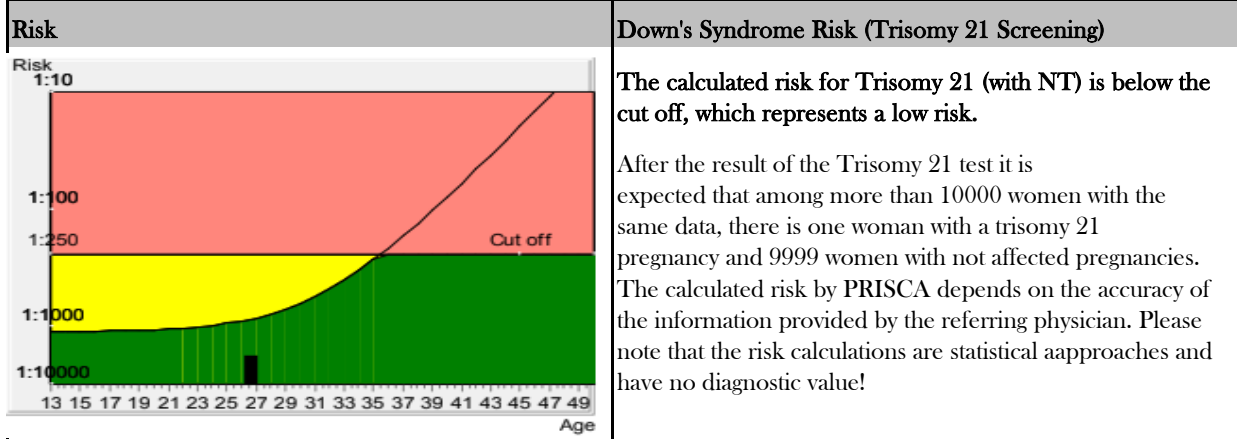 Risk
Risk
1:10
1:100
1:250
Cut off
1:1000
1:10000
13 15 17 19 21 23 25 27 29 31 33 35 37 39 41 43 45 47 49
Age
Down's Syndrome Risk (Trisomy 21 Screening)
The calculated risk for Trisomy 21 (with NT) is below the
cut off, which represents a low risk.
After the result of the Trisomy 21 test it is
expected that among more than 10000 women with the
same data, there is one woman with a trisomy 21
pregnancy and 9999 women with not affected pregnancies.
The calculated risk by PRISCA depends on the accuracy of
the information provided by the referring physician. Please
note that the risk calculations are statistical aapproaches and
have no diagnostic value!